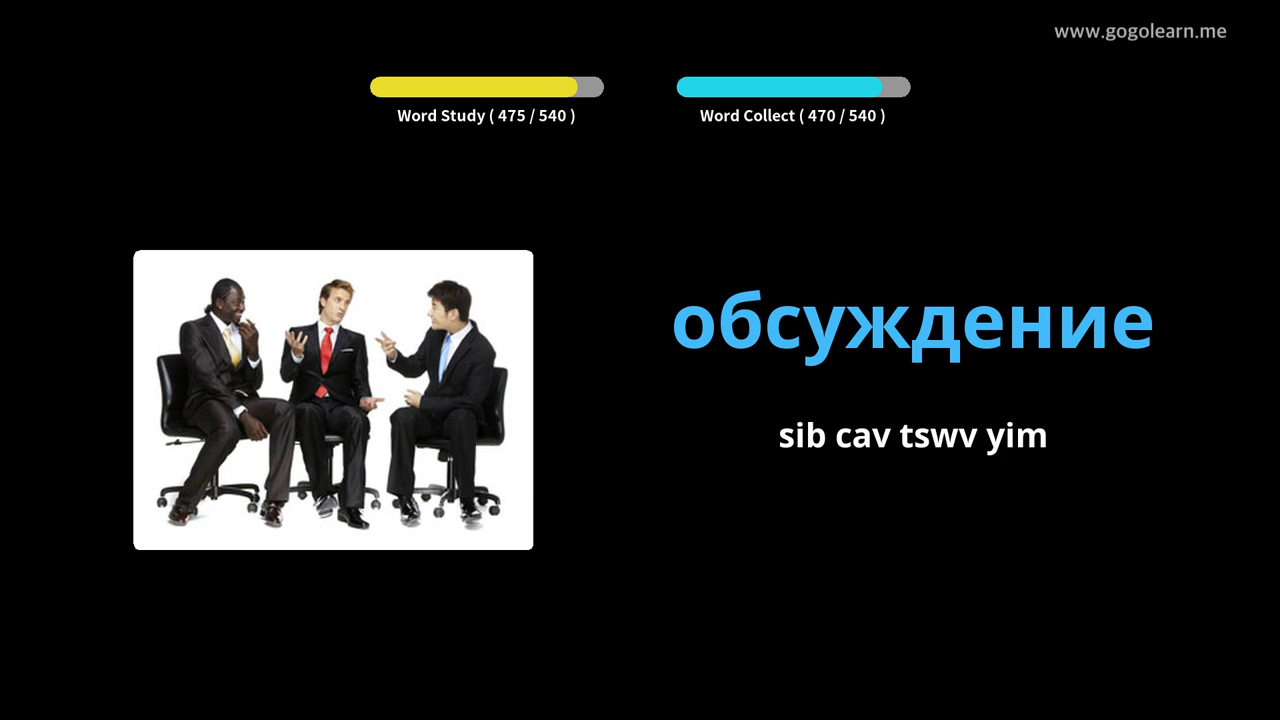 www.gogolearn.me
Word Study ( 475 / 540 )
Word Collect ( 470 / 540 )
обсуждение
sib cav tswv yim